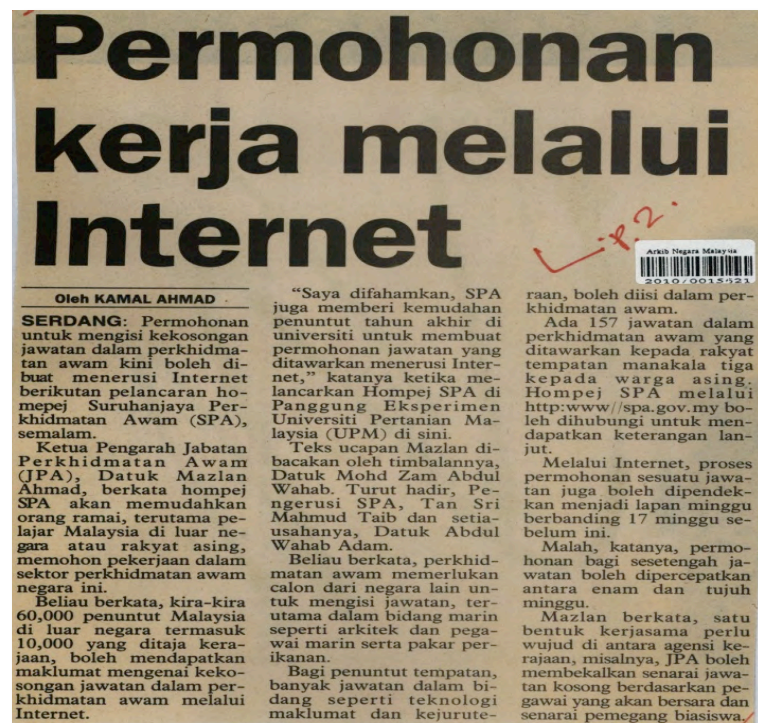 Permohonan
kerja melalui
Internet
p.2.
Arkib Negara Malaysia
2010/0015521
Oleh KAMAL AHMAD
SERDANG: Permohonan
untuk mengisi kekosongan
jawatan dalam perkhidma-
tan awam kini boleh di-
buat menerusi Internet
berikutan pelancaran ho-
mepej Suruhanjaya Per-
khidmatan Awam (SPA),
semalam.
Ketua Pengarah Jabatan
Perkhidmatan Awam
(JPA), Datuk Mazlan
Ahmad, berkata hompej
SPA akan memudahkan
orang ramai, terutama pe-
lajar Malaysia di luar ne-
gara atau rakyat asing,
memohon pekerjaan dalam
sektor perkhidmatan awam
negara ini.
Beliau berkata, kira-kira
60,000 penuntut Malaysia
di luar negara termasuk
10,000 yang ditaja kera-
jaan, boleh mendapatkan
maklumat mengenai keko-
songan jawatan dalam per-
khidmatan awam melalui
Internet.
“Saya difahamkan, SPA
juga memberi kemudahan
penuntut tahun akhir di
universiti untuk membuat
permohonan jawatan yang
ditawarkan menerusi Inter-
net,” katanya ketika me-
lancarkan Hompej SPA di
Panggung Eksperimen
Universiti Pertanian Ma-
laysia (UPM) di sini.
Teks ucapan Mazlan di-
bacakan oleh timbalannya,
Datuk Mohd Zam Abdul
Wahab. Turut hadir, Pe-
ngerusi SPA, Tan Sri
Mahmud Taib dan setia-
usahanya, Datuk Abdul
Wahab Adam.
Beliau berkata, perkhid-
matan awam memerlukan
calon dari negara lain un-
tuk mengisi jawatan, ter-
utama dalam bidang marin
seperti arkitek dan pega-
wai marin serta pakar per-
ikanan.
Bagi penuntut tempatan,
banyak jawatan dalam bi-
dang seperti teknologi
maklumat dan kejurute-
raan, boleh diisi dalam per-
khidmatan awam.
Ada 157 jawatan dalam
perkhidmatan awam yang
ditawarkan kepada rakyat
tempatan manakala tiga
kepada warga asing.
Hompej SPA melalui
http:www//spa.gov.my bo-
leh dihubungi untuk men-
dapatkan keterangan lan-
jut.
Melalui Internet, proses
permohonan sesuatu jawa-
tan juga boleh dipendek-
kan menjadi lapan minggu
berbanding 17 minggu se-
belum ini.
Malah, katanya, permo-
honan bagi sesetengah ja-
watan boleh dipercepatkan
antara enam dan tujuh
minggu.
Mazlan berkata, satu
bentuk kerjasama perlu
wujud di antara agensi ke-
rajaan, misalnya, JPA boleh
membekalkan senarai jawa-
tan kosong berdasarkan pe-
gawai yang akan bersara dan
senarai pemegang biasiswa.